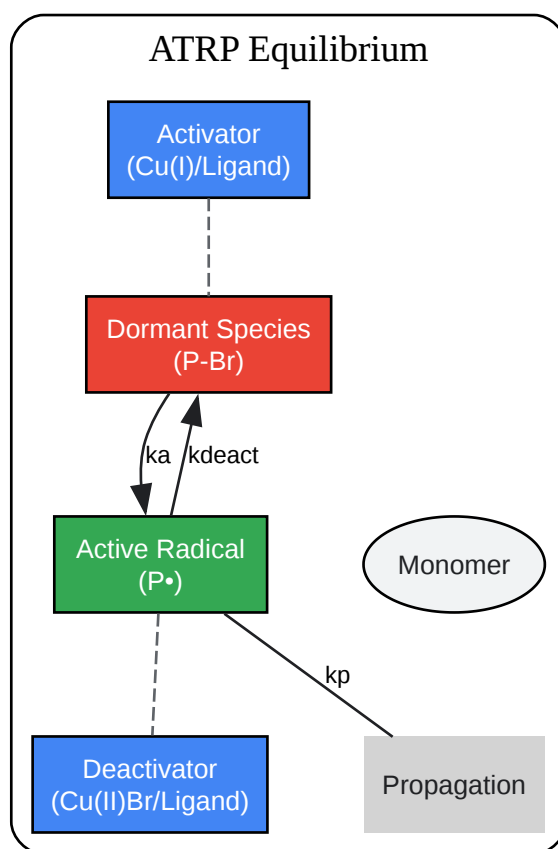 ATRP Equilibrium
Activator
(Cu(I)/Ligand)
Dormant Species
(P-Br)
ka
kdeact
Active Radical
(P•)
Monomer
kp
Deactivator
(Cu(II)Br/Ligand)
Propagation